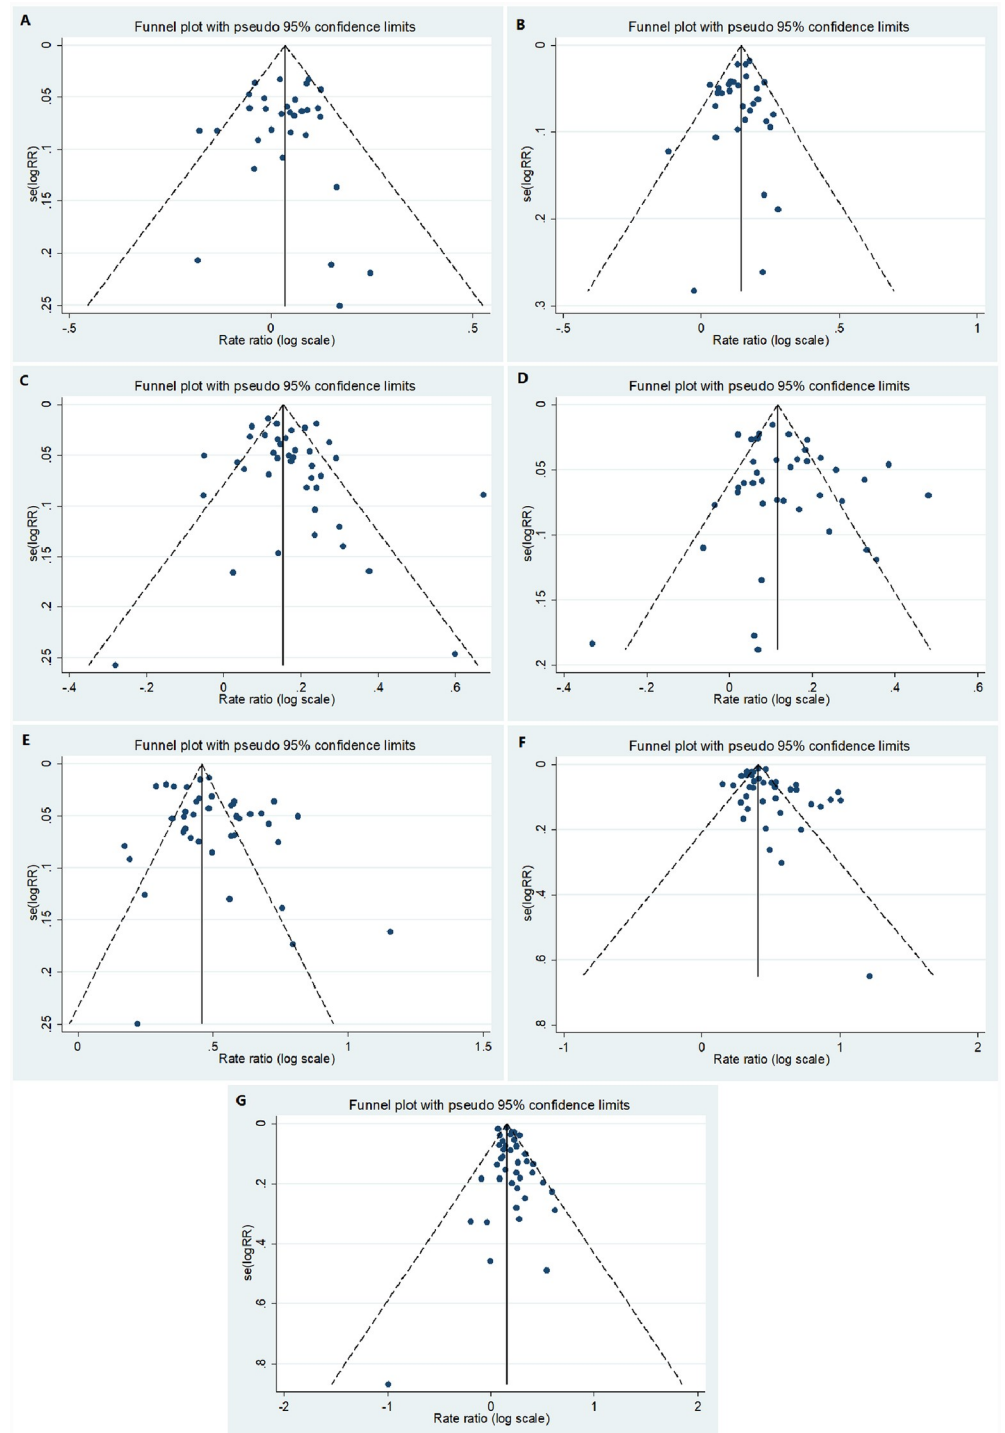 A
Funnel plot with pseudo 95% confidence limits
0
.05
.1
.15
.2
.25
se(logRR)
-.5
0
.5
Rate ratio (log scale)
B
Funnel plot with pseudo 95% confidence limits
0
.1
.2
.3
se(logRR)
-.5
0
.5
1
Rate ratio (log scale)
C
Funnel plot with pseudo 95% confidence limits
0
.05
.1
.15
.2
.25
se(logRR)
-.4
-.2
0
.2
.4
.6
Rate ratio (log scale)
D
Funnel plot with pseudo 95% confidence limits
0
.05
.1
.15
.2
se(logRR)
-.4
-.2
0
.2
.4
.6
Rate ratio (log scale)
E
Funnel plot with pseudo 95% confidence limits
0
.05
.1
.15
.2
.25
se(logRR)
0
.5
1
1.5
Rate ratio (log scale)
F
Funnel plot with pseudo 95% confidence limits
0
.2
.4
.6
.8
se(logRR)
-1
0
1
2
Rate ratio (log scale)
G
Funnel plot with pseudo 95% confidence limits
0
.2
.4
.6
.8
se(logRR)
-2
-1
0
1
2
Rate ratio (log scale)